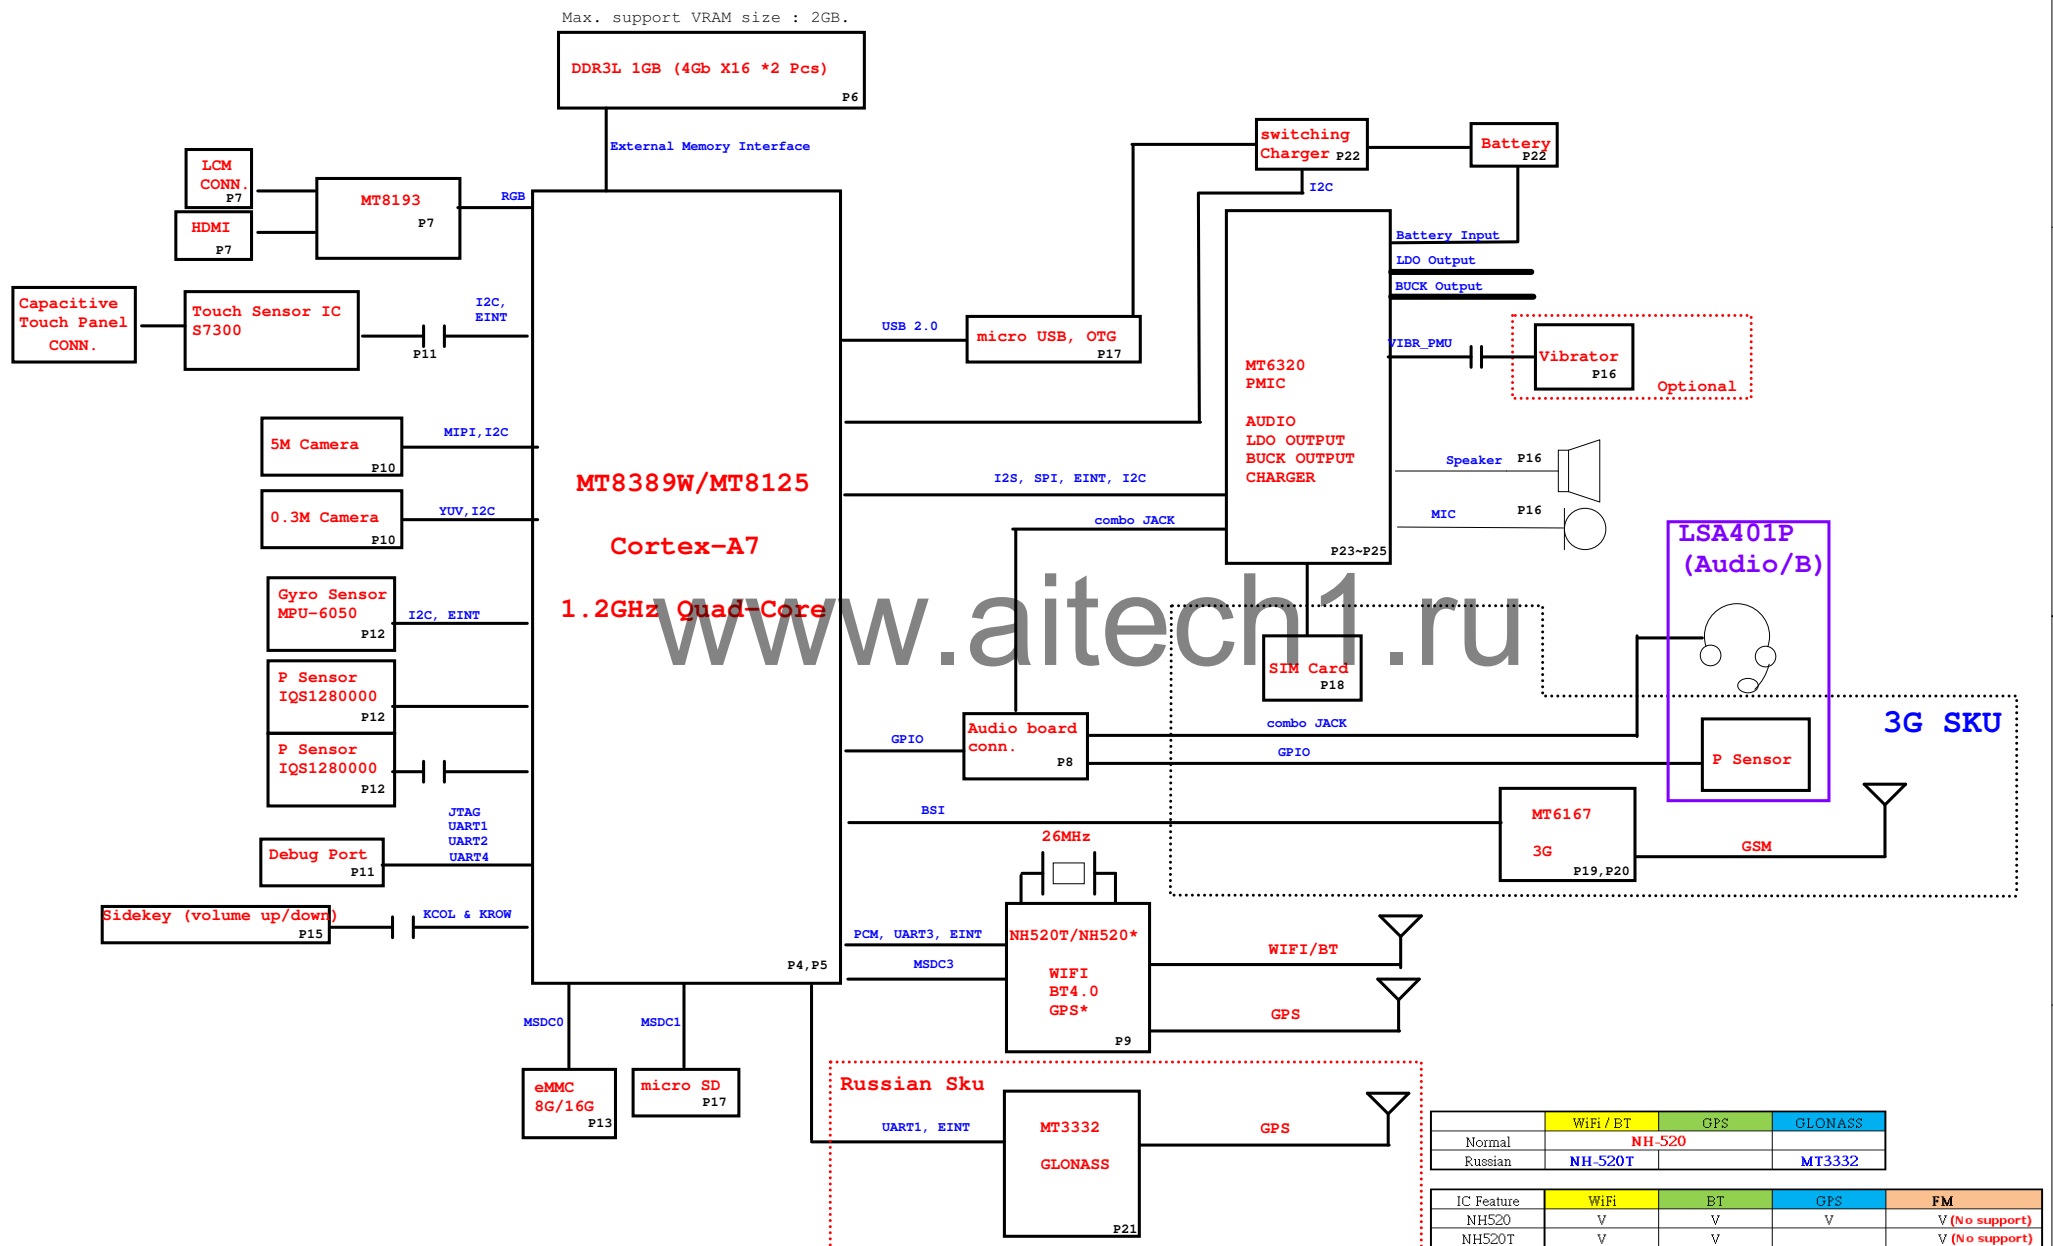 Max. support VRAM size : 2GB.
DDR3L 1GB (4Gb X16 *2 Pcs)
P6
External Memory Interface
LCM
CONN.
P7
HDMI
P7
MT8193
P7
RGB
Capacitive
Touch Panel
CONN.
Touch Sensor IC
S7300
P11
I2C,
EINT
5M Camera
P10
MIPI,I2C
0.3M Camera
P10
YUV,I2C
Gyro Sensor
MPU-6050
P12
I2C, EINT
P Sensor
IQS1280000
P12
P Sensor
IQS1280000
P12
JTAG
UART1
UART2
UART4
Debug Port
P11
Sidekey (volume up/down)
P15
KCOL & KROW
MT8389W/MT8125
Cortex-A7
1.2GHz Quad-Core
P4,P5
MSDC0
eMMC
8G/16G
P13
MSDC1
micro SD
P17
USB 2.0
micro USB, OTG
P17
switching
Charger P22
I2C
Battery
P22
Battery Input
LDO Output
BUCK Output
VIBR_PMU
Vibrator
P16
Optional
MT6320
PMIC
AUDIO
LDO OUTPUT
BUCK OUTPUT
CHARGER
P23~P25
Speaker P16
MIC P16
I2S, SPI, EINT, I2C
combo JACK
LSA401P
(Audio/B)
www.aitech1.ru
SIM Card
P18
3G SKU
GPIO
Audio board
conn.
P8
combo JACK
GPIO
P Sensor
BSI
MT6167
3G
P19,P20
GSM
26MHz
PCM, UART3, EINT
MSDC3
NH520T/NH520*
WIFI
BT4.0
GPS*
P9
WIFI/BT
GPS
Russian Sku
UART1, EINT
MT3332
GLONASS
P21
GPS
WiFi / BT GPS GLONASS
Normal NH-520
Russian NH-520T MT3332
IC Feature WiFi BT GPS FM
NH520 V V V V (No support)
NH520T V V V (No support)